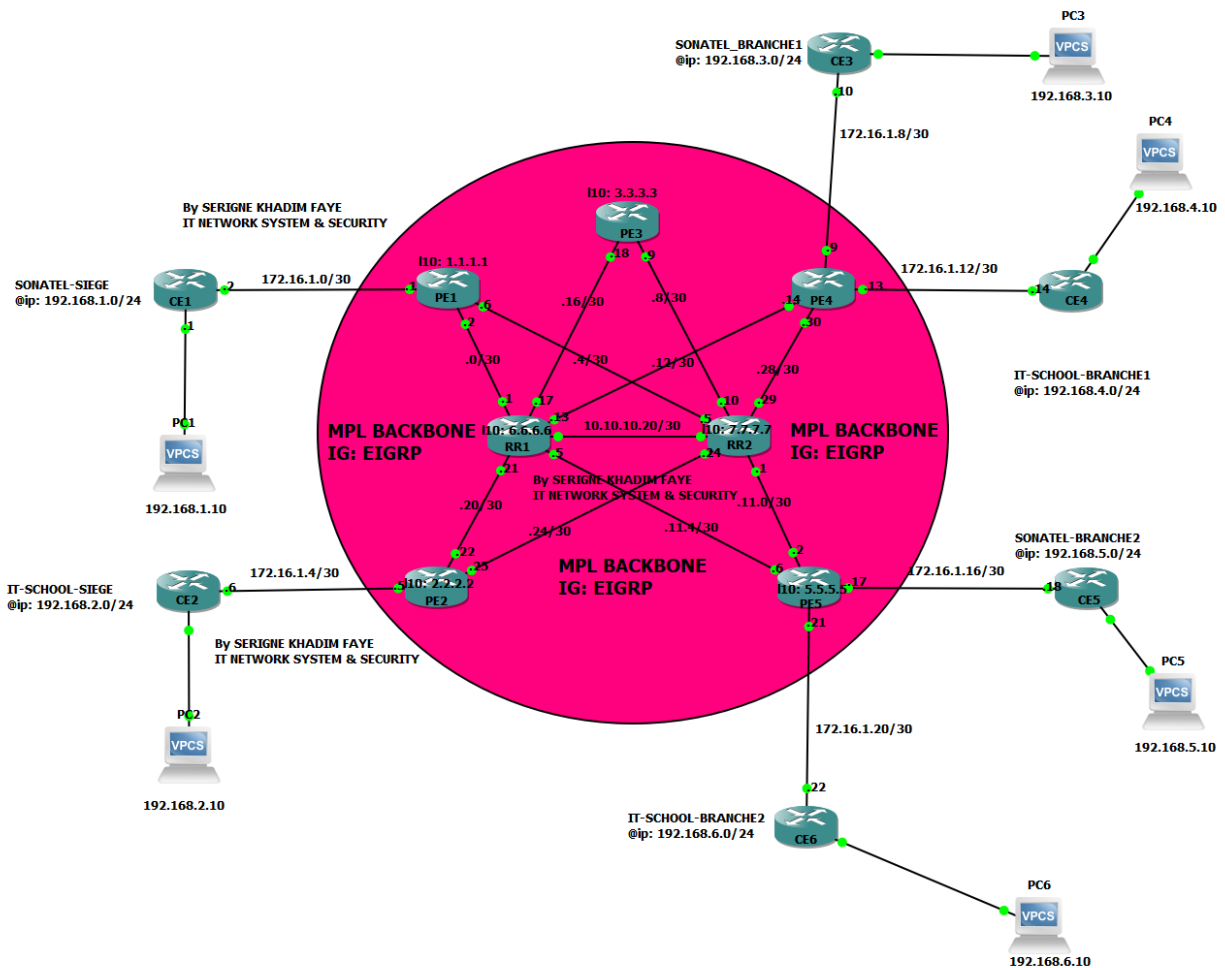 PC3
SONATEL_BRANCHE1
@ip: 192.168.3.0/24
CE3
VPCS
192.168.3.10
.10
172.16.1.8/30
PC4
VPCS
192.168.4.10
l10: 3.3.3.3
PE3
.18
.9
By SERIGNE KHADIM FAYE
IT NETWORK SYSTEM & SECURITY
SONATEL-SIEGE
@ip: 192.168.1.0/24
CE1
.2
172.16.1.0/30
.1
l10: 1.1.1.1
PE1
.6
.2
.1
PC1
VPCS
192.168.1.10
.9
PE4
.14
.30
.13
172.16.1.12/30
.14
CE4
IT-SCHOOL-BRANCHE1
@ip: 192.168.4.0/24
.16/30
.8/30
.0/30
.4/30
.12/30
.28/30
.1
.17
.13
.5
.10
.29
MPL BACKBONE
IG: EIGRP
l10: 6.6.6.6
RR1
10.10.10.20/30
l10: 7.7.7.7
RR2
MPL BACKBONE
IG: EIGRP
.21
.5
.24
.1
By SERIGNE KHADIM FAYE
IT NETWORK SYSTEM & SECURITY
.20/30
.24/30
.11.4/30
.11.0/30
MPL BACKBONE
IG: EIGRP
.22
.25
.6
.2
IT-SCHOOL-SIEGE
@ip: 192.168.2.0/24
CE2
.6
172.16.1.4/30
.5
l10: 2.2.2.2
PE2
l10: 5.5.5.5
PE5
.17
.21
172.16.1.16/30
.18
SONATEL-BRANCHE2
@ip: 192.168.5.0/24
CE5
By SERIGNE KHADIM FAYE
IT NETWORK SYSTEM & SECURITY
PC2
VPCS
192.168.2.10
PC5
VPCS
192.168.5.10
172.16.1.20/30
.22
IT-SCHOOL-BRANCHE2
@ip: 192.168.6.0/24
CE6
PC6
VPCS
192.168.6.10